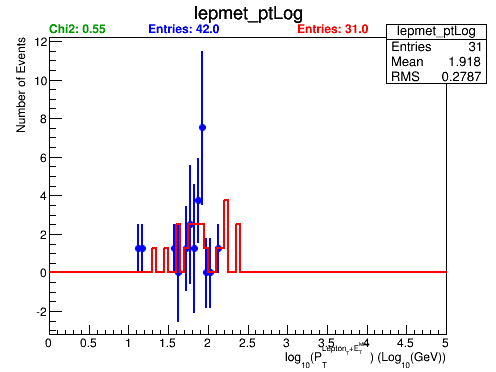 lepmet_ptLog
Chi2: 0.55
Entries: 42.0
Entries: 31.0
lepmet_ptLog
Entries 31
Mean 1.918
RMS 0.2787
Number of Events
12
10
8
6
4
2
0
-2
0 0.5 1 1.5 2 2.5 3 3.5 4 4.5 5
log10(PT ) (Log10(GeV))